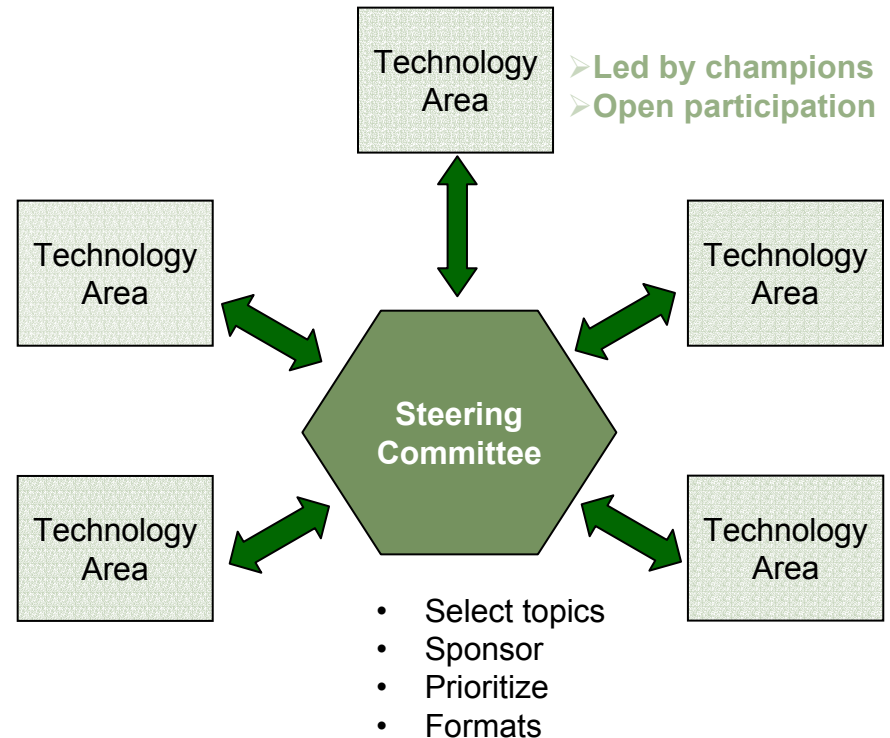 Technology
Area
➢Led by champions
➢Open participation
Technology
Area
Technology
Area
Steering
Committee
Technology
Area
Technology
Area
• Select topics
• Sponsor
• Prioritize
• Formats